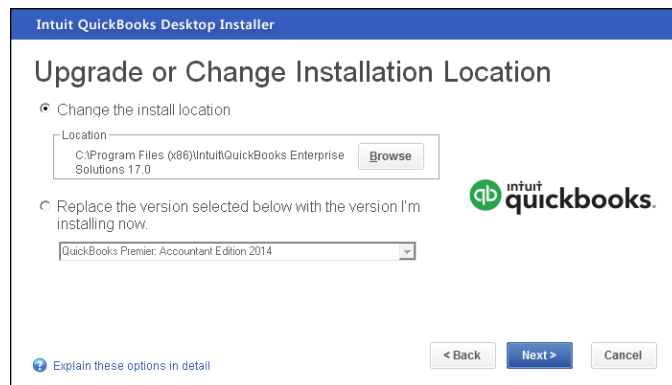 Intuit QuickBooks Desktop Installer
Upgrade or Change Installation Location
Change the install location
Location
C:\Program Files (x86)\Intuit\QuickBooks Enterprise
Solutions 17.0
Browse
intuit
quickbooks.
Replace the version selected below with the version I'm
installing now.
QuickBooks Premier: Accountant Edition 2014
Explain these options in detail
< Back
Next >
Cancel